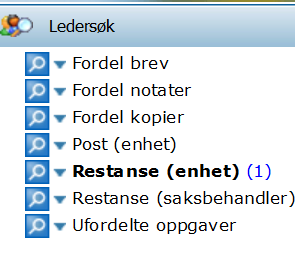 Ledersøk
Fordel brev
Fordel notater
Fordel kopier
Post (enhet)
Restanse (enhet) (1)
Restanse (saksbehandler)
Ufordelte oppgaver